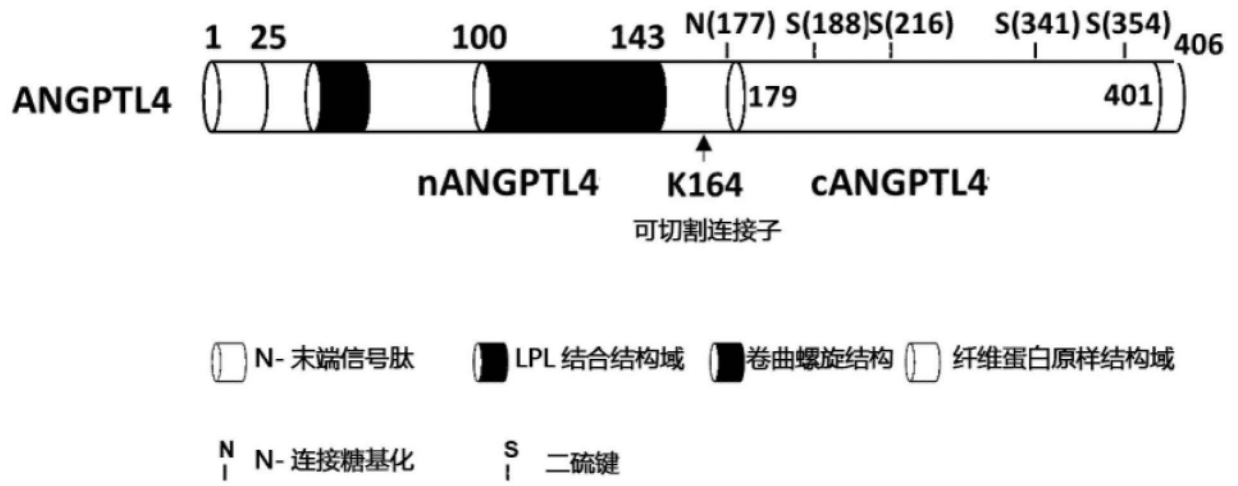 N(177) S(188) S(216) S(341) S(354)
1 25 100 143 406
ANGPTL4 179 401
nANGPTL4 K164 cANGPTL4
可切割连接子
N- 末端信号肽 LPL 结合结构域 卷曲螺旋结构 纤维蛋白原样结构域
N N- 连接糖基化 S 二硫键